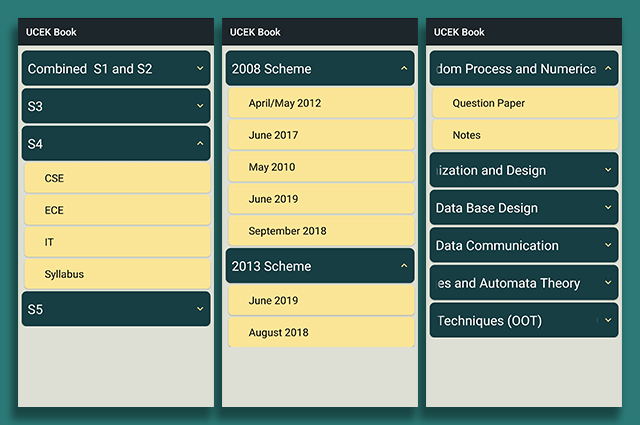 UCEK Book
Combined S1 and S2
S3
S4
CSE
ECE
IT
Syllabus
S5
UCEK Book
2008 Scheme
April/May 2012
June 2017
May 2010
June 2019
September 2018
2013 Scheme
June 2019
August 2018
UCEK Book
dom Process and Numerica
Question Paper
Notes
ization and Design
Data Base Design
Data Communication
es and Automata Theory
Techniques (OOT)